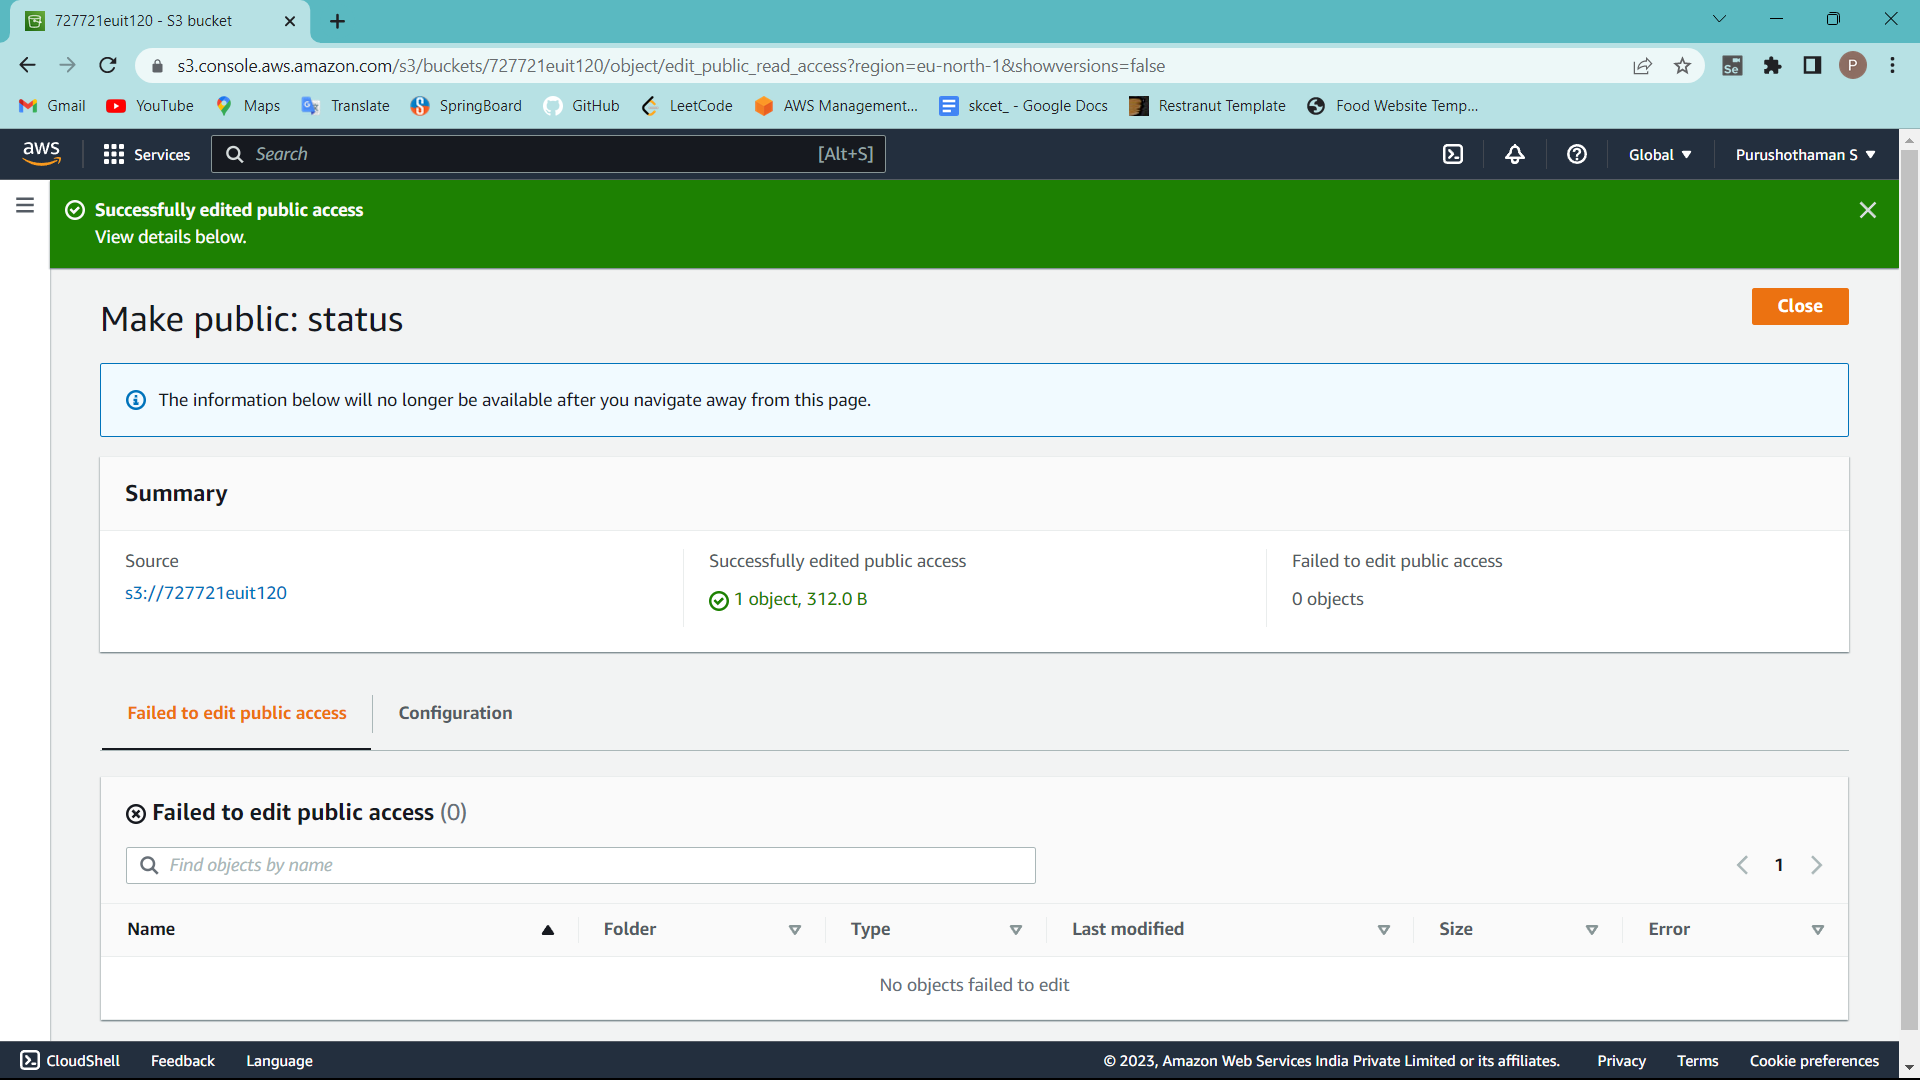 727721euit120 - S3 bucket
s3.console.aws.amazon.com/s3/buckets/727721euit120/object/edit_public_read_access?region=eu-north-1&showversions=false
Se
P
Gmail YouTube Maps Translate SpringBoard GitHub LeetCode AWS Management... skcet_ - Google Docs Restranut Template Food Website Temp...
aws Services Search [Alt+S] Global Purushothaman S
Successfully edited public access
View details below.
Make public: status
Close
The information below will no longer be available after you navigate away from this page.
Summary
Source Successfully edited public access Failed to edit public access
s3://727721euit120 1 object, 312.0 B 0 objects
Failed to edit public access Configuration
Failed to edit public access (0)
Find objects by name 1
Name Folder Type Last modified Size Error
No objects failed to edit
CloudShell Feedback Language © 2023, Amazon Web Services India Private Limited or its affiliates. Privacy Terms Cookie preferences